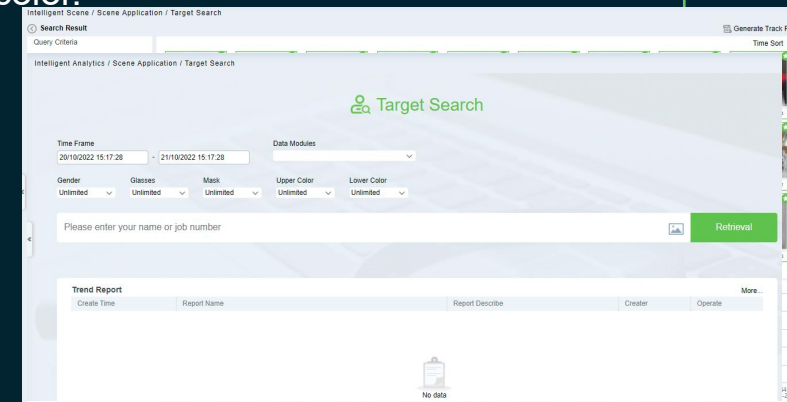 color.
Intelligent Scene / Scene Application / Target Search
Search Result
Generate Track
Query Criteria
Time Sort
Intelligent Analytics / Scene Application / Target Search
Target Search
Time Frame
Data Modules
20/10/2022 15:17:28 - 21/10/2022 15:17:28
Gender Glasses Mask Upper Color Lower Color
Unlimited Unlimited Unlimited Unlimited Unlimited
Please enter your name or job number
Retrieval
Trend Report
More...
Create Time Report Name Report Describe Creater Operate
No data